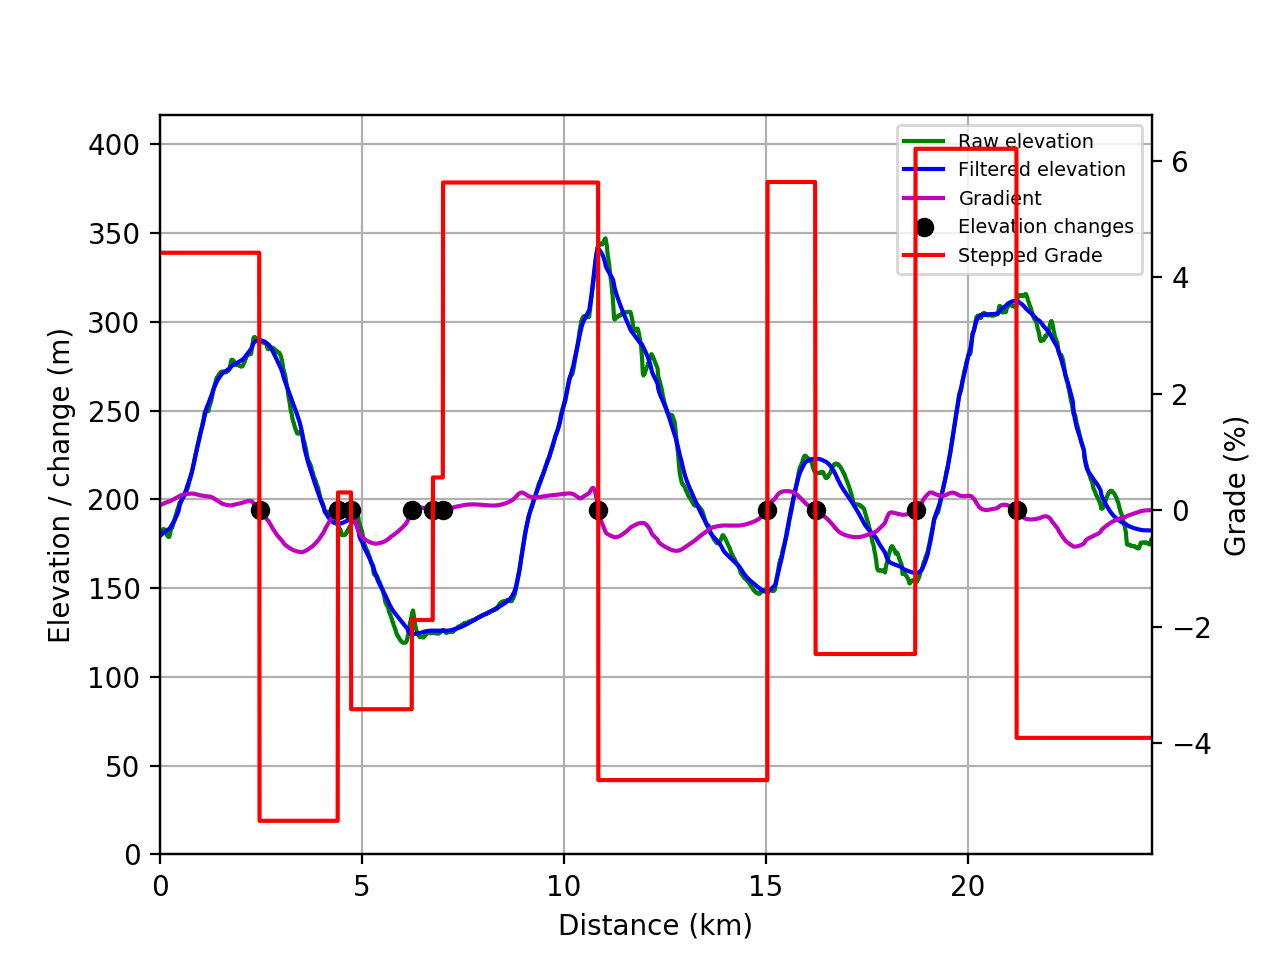 Raw elevation
Filtered elevation
Gradient
Elevation changes
Stepped Grade
400
350
300
250
200
150
100
50
0
Elevation / change (m)
6
4
2
0
−2
−4
Grade (%)
0
5
10
15
20
Distance (km)